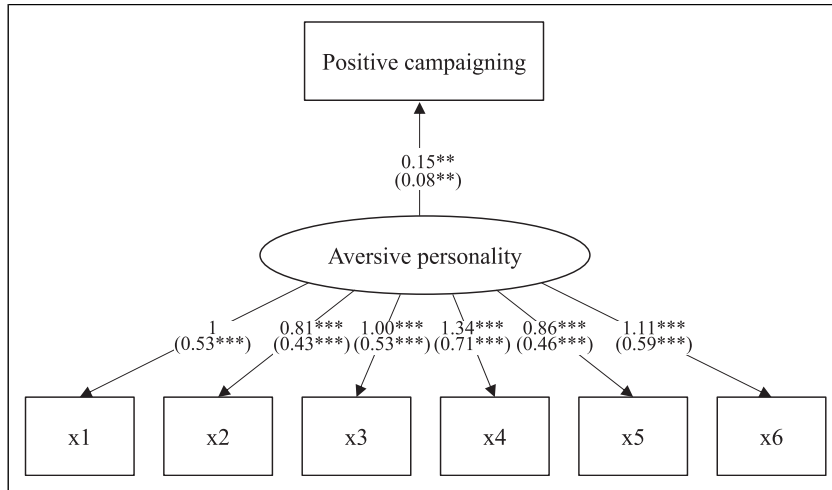 Positive campaigning
0.15**
(0.08**)
Aversive personality
1 0.81*** 1.00*** 1.34*** 0.86*** 1.11***
(0.53***) (0.43***) (0.53***) (0.71***) (0.46***) (0.59***)
x1 x2 x3 x4 x5 x6